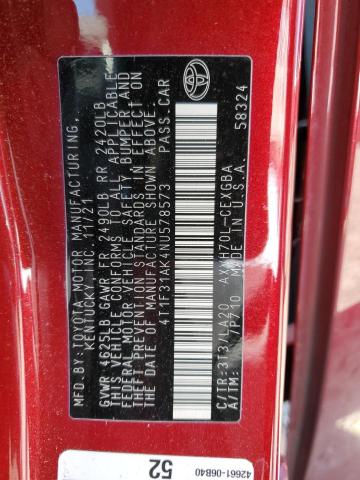 MFD. BY: TOYOTA MOTOR MANUFACTURING,
KENTUCKY, INC. 11/21
GVWR 4625LB GAWR FR 2490LB RR 2420LB
THIS VEHICLE CONFORMS TO ALL APPLICABLE
FEDERAL MOTOR VEHICLE SAFETY, BUMPER AND
THEFT PREVENTION STANDARDS IN EFFECT ON
THE DATE OF MANUFACTURE SHOWN ABOVE.
4T1F31AK4NU578573 PASS. CAR
C/TR:3T3/LA20 AXVH70L-CEXGBA
A/TM: /P710 U.S.A. 58324
42661-06B40
52